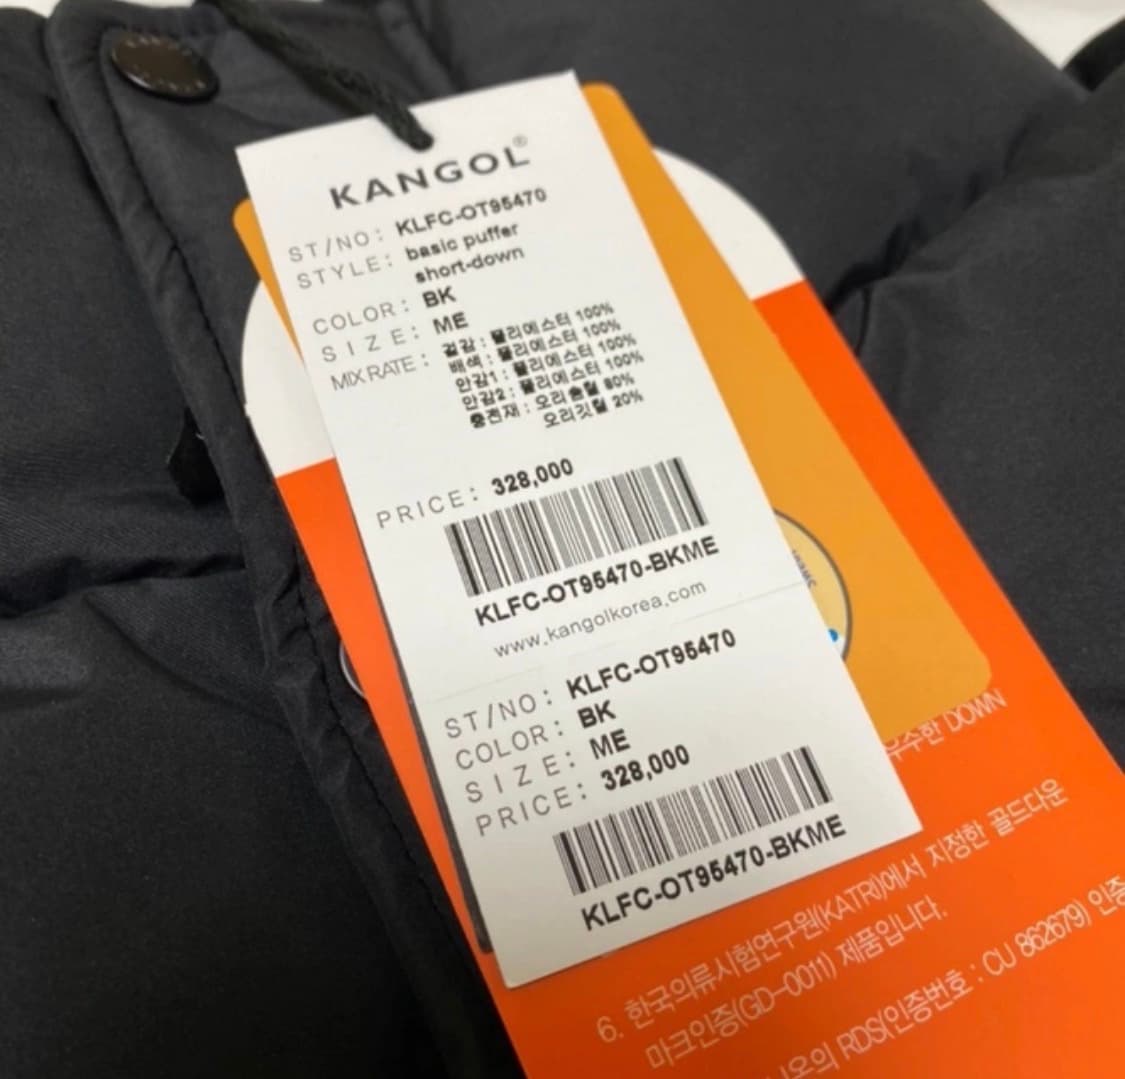 KANGOL®
ST/NO: KLFC-OT95470
STYLE: basic puffer
short-down
COLOR: BK
SIZE: ME
MIX RATE: 겉감 : 폴리에스터 100%
배색 : 폴리에스터 100%
안감1 : 폴리에스터 100%
안감2 : 폴리에스터 100%
충전재 : 오리솜털 80%
오리깃털 20%
PRICE: 328,000
KLFC-OT95470-BKME
www.kangolkorea.com
ST/NO: KLFC-OT95470
COLOR: BK
SIZE: ME
PRICE: 328,000
KLFC-OT95470-BKME
우수한 DOWN
6. 한국의류시험연구원(KATRI)에서 지정한 골드다운
마크인증(GD-0011) 제품입니다.
RDS(인증번호 : CU 862679) 인증